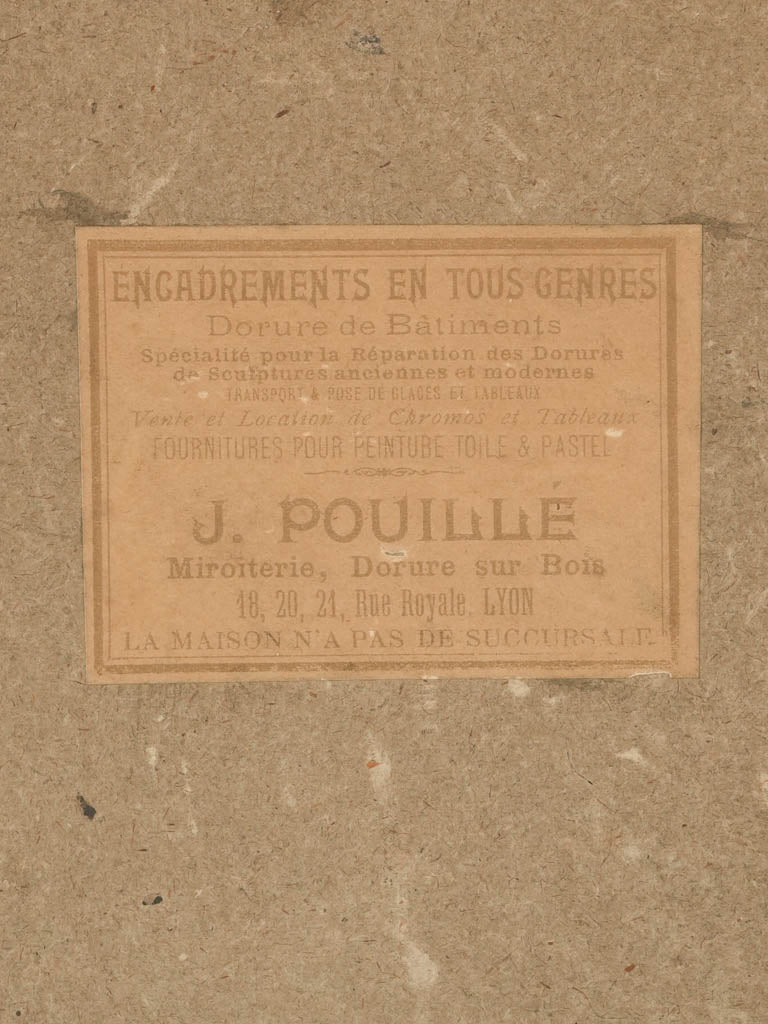 ENCADREMENTS EN TOUS GENRES
Dorure de Bâtiments
Spécialité pour la Réparation des Dorures
de Sculptures anciennes et modernes
TRANSPORT & POSE DE GLACES ET TABLEAUX
Vente et Location de Chromos et Tableaux
FOURNITURES POUR PEINTURE TOILE & PASTEL
J. POUILLÉ
Miroiterie, Dorure sur Bois
18, 20, 21, Rue Royale. LYON
LA MAISON N'A PAS DE SUCCURSALE